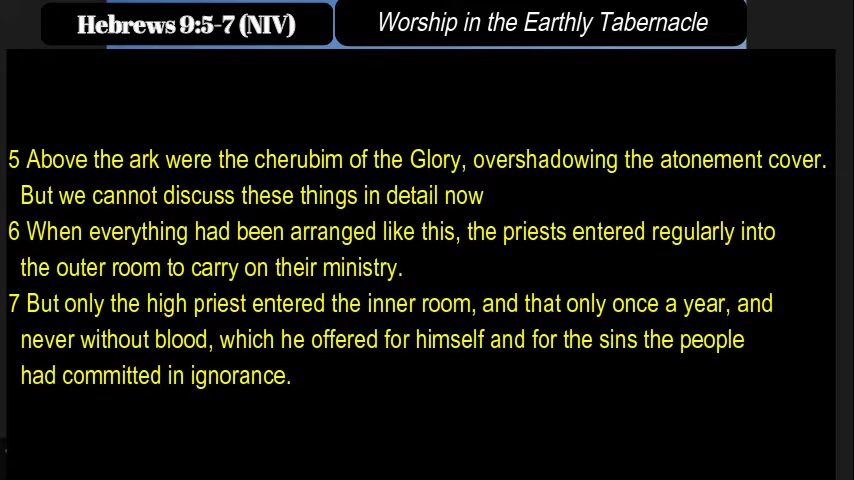 Hebrews 9:5-7 (NIV)
Worship in the Earthly Tabernacle
5 Above the ark were the cherubim of the Glory, overshadowing the atonement cover.
But we cannot discuss these things in detail now
6 When everything had been arranged like this, the priests entered regularly into
the outer room to carry on their ministry.
7 But only the high priest entered the inner room, and that only once a year, and
never without blood, which he offered for himself and for the sins the people
had committed in ignorance.